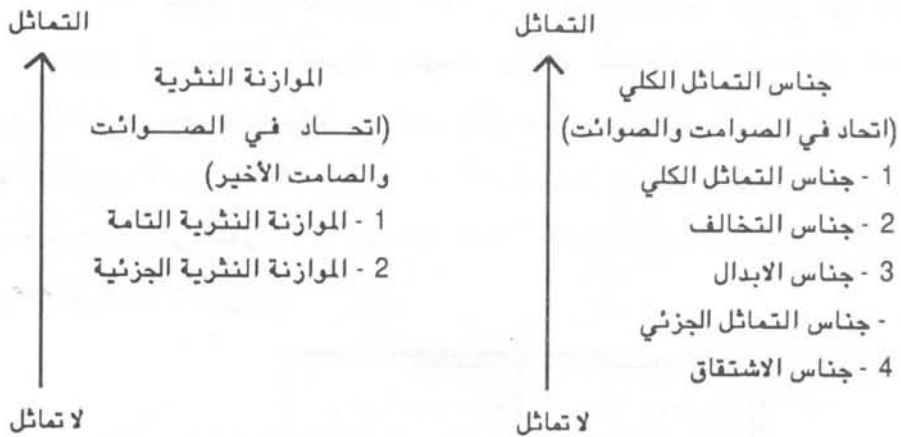 التماثل
جناس التماثل الكلي
(اتحاد في الصوامت والصوائت)
1 - جناس التماثل الكلي
2 - جناس التخالف
3 - جناس الابدال
- جناس التماثل الجزئي
4 - جناس الاشتقاق
لا تماثل
التماثل
الموازنة النثرية
(اتحـــاد في الصـــوائت
والصامت الأخير)
1 - الموازنة النثرية التامة
2 - الموازنة النثرية الجزئية
لا تماثل